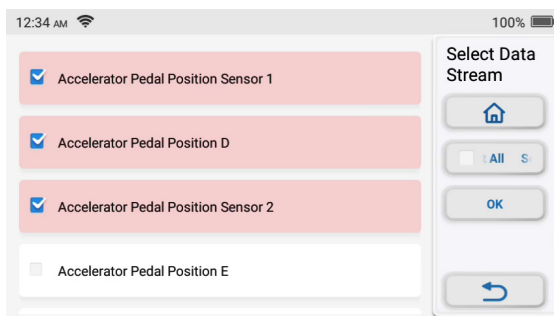 12:34 AM
100%
Accelerator Pedal Position Sensor 1
Accelerator Pedal Position D
Accelerator Pedal Position Sensor 2
Accelerator Pedal Position E
Select Data
Stream
All
OK